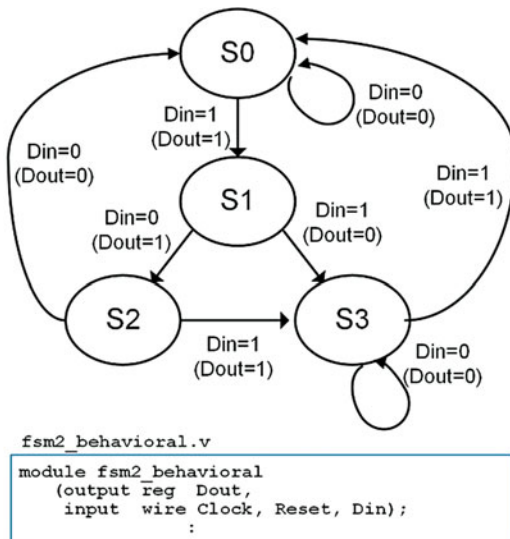 S0
Din=0
(Dout=0)
Din=1
(Dout=1)
Din=0
(Dout=0)
Din=1
(Dout=1)
S1
Din=0
(Dout=1)
Din=1
(Dout=0)
S2
S3
Din=1
(Dout=1)
Din=0
(Dout=0)
fsm2_behavioral.v
module fsm2_behavioral
(output reg Dout,
input wire Clock, Reset, Din);
: